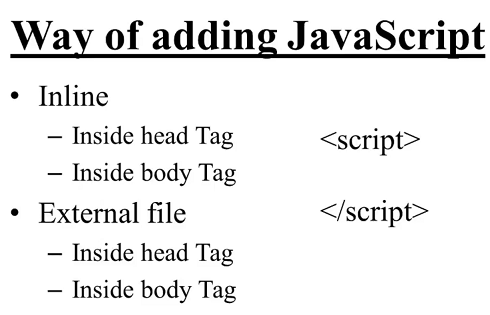 Way of adding JavaScript
• Inline
– Inside head Tag
– Inside body Tag
• External file
– Inside head Tag
– Inside body Tag
<script>
</script>